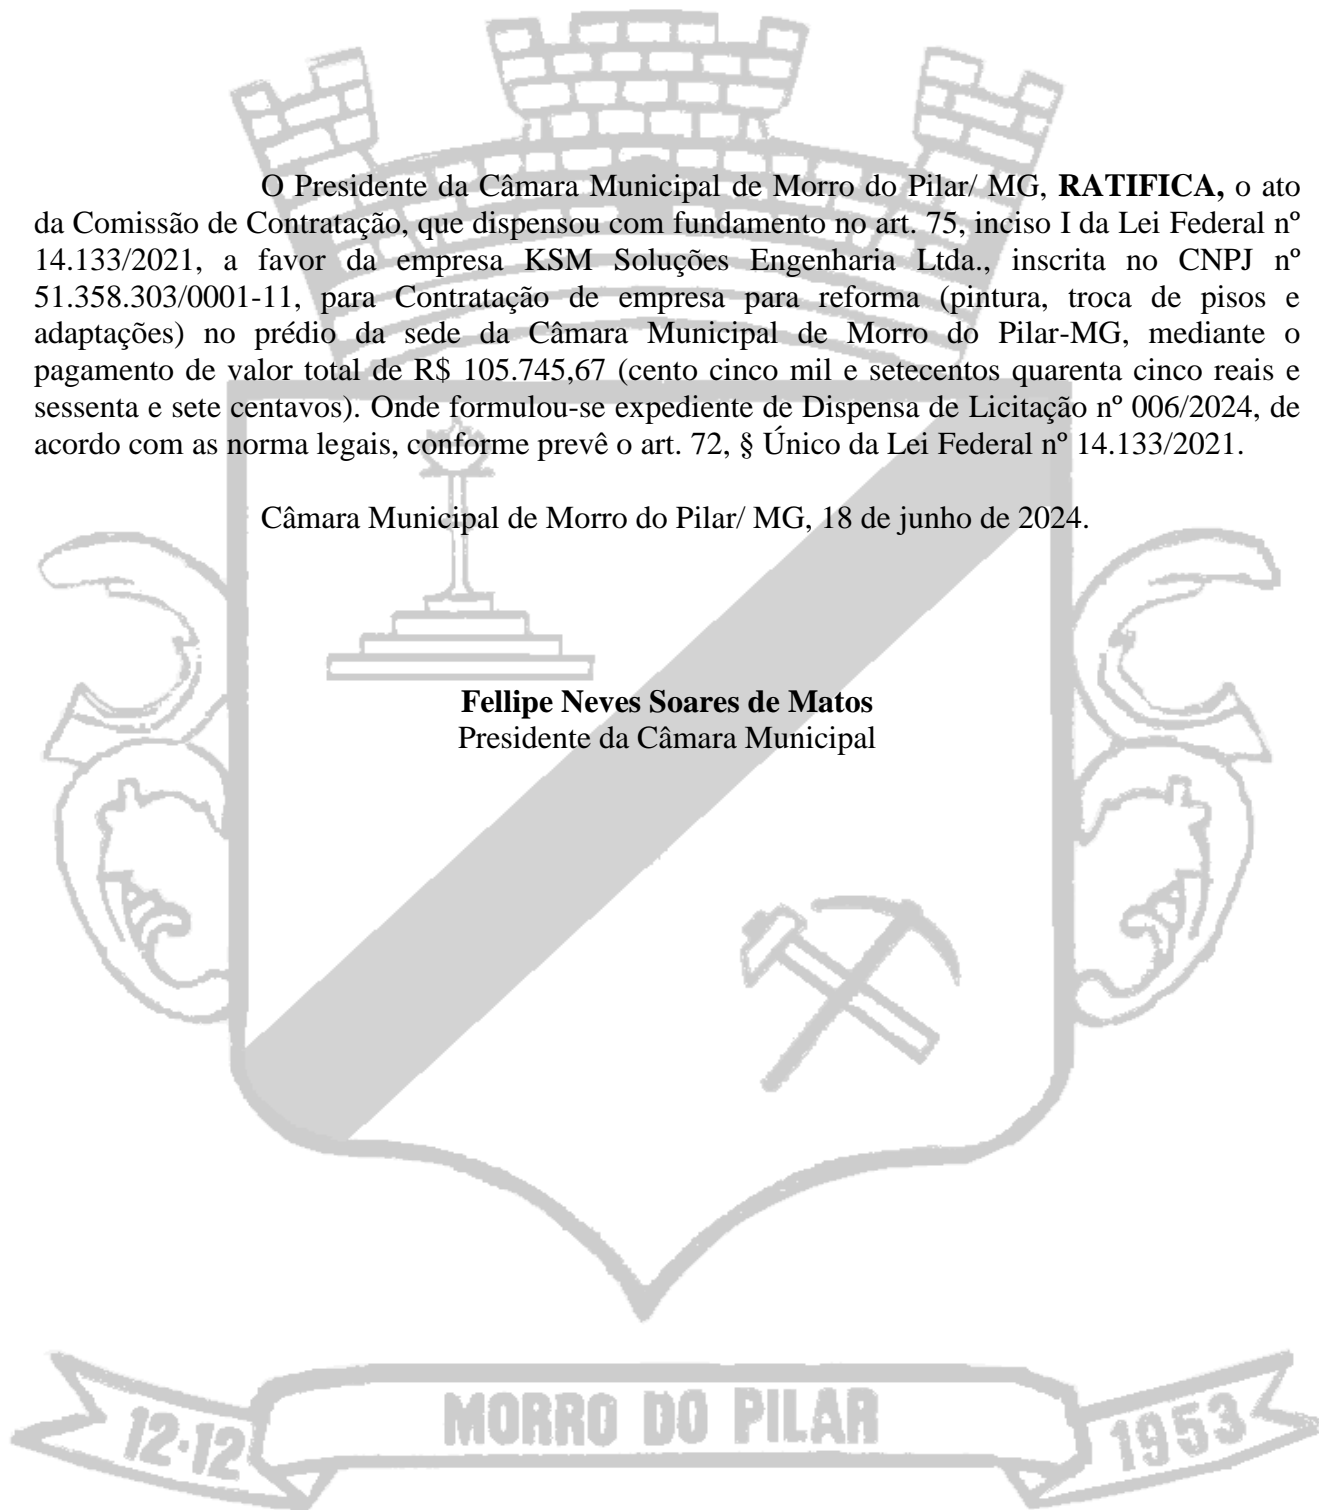 O Presidente da Câmara Municipal de Morro do Pilar/ MG, RATIFICA, o ato
da Comissão de Contratação, que dispensou com fundamento no art. 75, inciso I da Lei Federal nº
14.133/2021, a favor da empresa KSM Soluções Engenharia Ltda., inscrita no CNPJ nº
51.358.303/0001-11, para Contratação de empresa para reforma (pintura, troca de pisos e
adaptações) no prédio da sede da Câmara Municipal de Morro do Pilar-MG, mediante o
pagamento de valor total de R$ 105.745,67 (cento cinco mil e setecentos quarenta cinco reais e
sessenta e sete centavos). Onde formulou-se expediente de Dispensa de Licitação nº 006/2024, de
acordo com as norma legais, conforme prevê o art. 72, § Único da Lei Federal nº 14.133/2021.
Câmara Municipal de Morro do Pilar/ MG, 18 de junho de 2024.
Fellipe Neves Soares de Matos
Presidente da Câmara Municipal
12-12 MORRO DO PILAR 1953